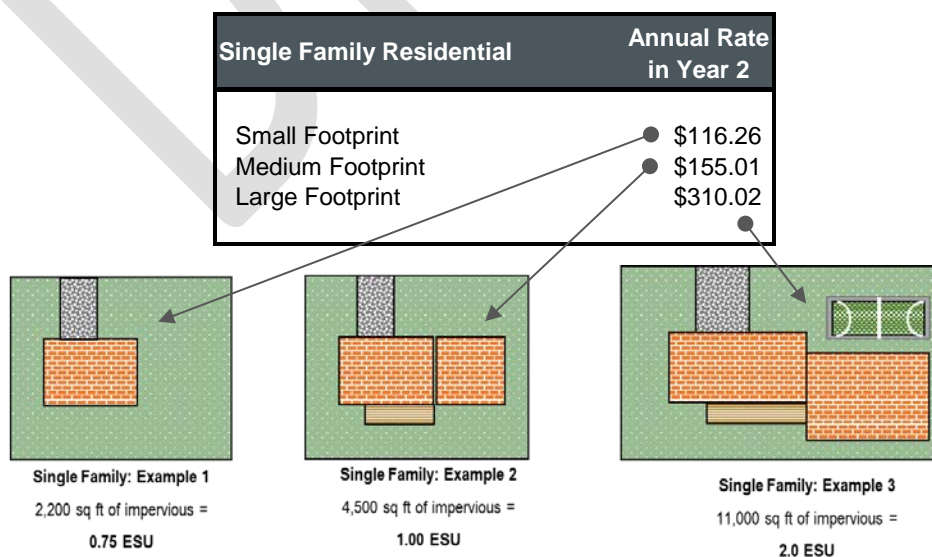 Single Family Residential Annual Rate in Year 2
Small Footprint $116.26
Medium Footprint $155.01
Large Footprint $310.02
Single Family: Example 1
2,200 sq ft of impervious =
0.75 ESU
Single Family: Example 2
4,500 sq ft of impervious =
1.00 ESU
Single Family: Example 3
11,000 sq ft of impervious =
2.0 ESU